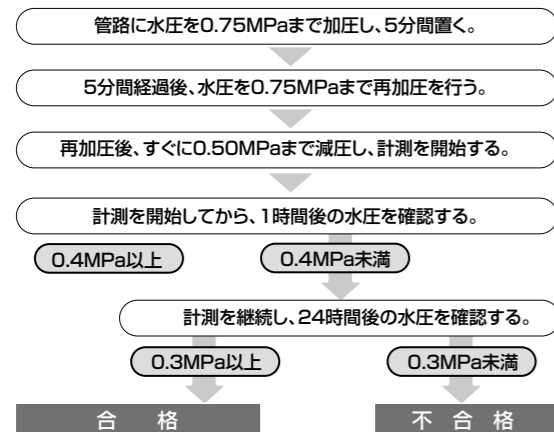 管路に水圧を0.75MPaまで加圧し、5分間置く。
5分間経過後、水圧を0.75MPaまで再加圧を行う。
再加圧後、すぐに0.50MPaまで減圧し、計測を開始する。
計測を開始してから、1時間後の水圧を確認する。
0.4MPa以上 0.4MPa未満
計測を継続し、24時間後の水圧を確認する。
0.3MPa以上 0.3MPa未満
合 格 不 合 格